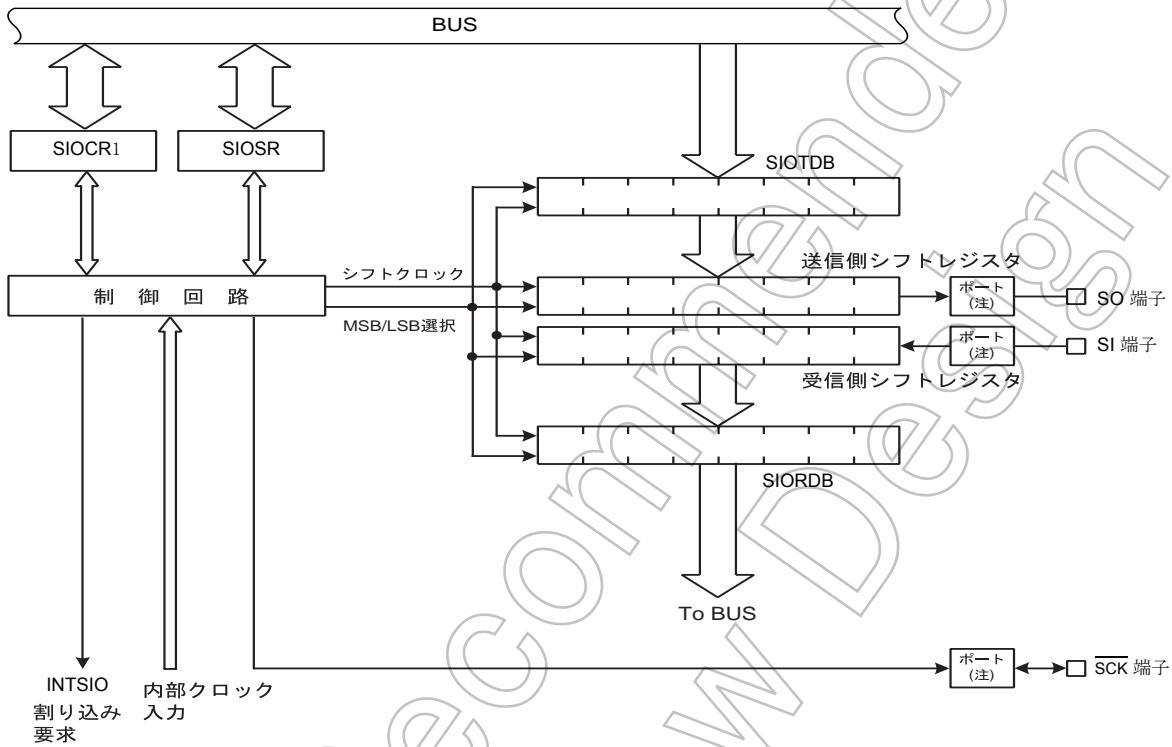 BUS
SIOCR1
SIOSR
SIOTDB
シフトクロック
送信側シフトレジスタ
制 御 回 路
ポート
(注)
SO 端子
MSB/LSB選択
ポート
(注)
SI 端子
受信側シフトレジスタ
SIORDB
To BUS
INTSIO
割り込み
要求
内部クロック
入力
ポート
(注)
SCK 端子
ecommende
w Design